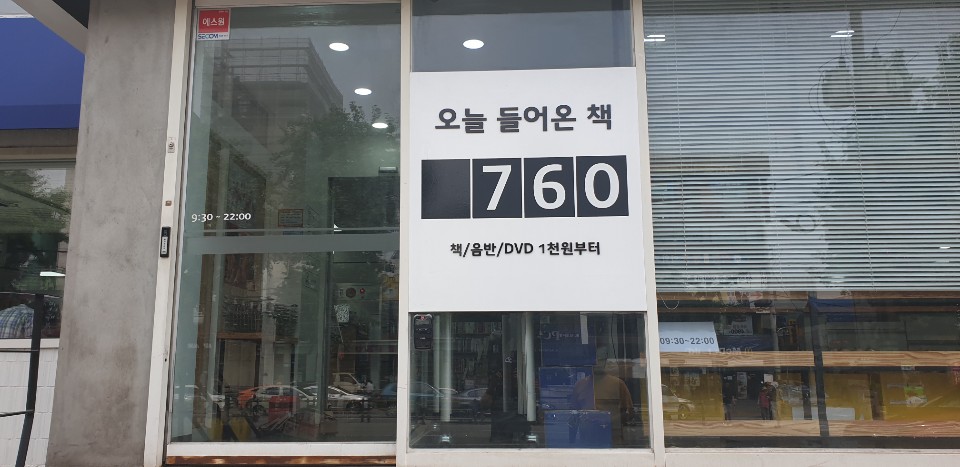 에스원
SECOM
오늘 들어온 책
760
9:30 - 22:00
책/음반/DVD 1천원부터
09:30~22:00